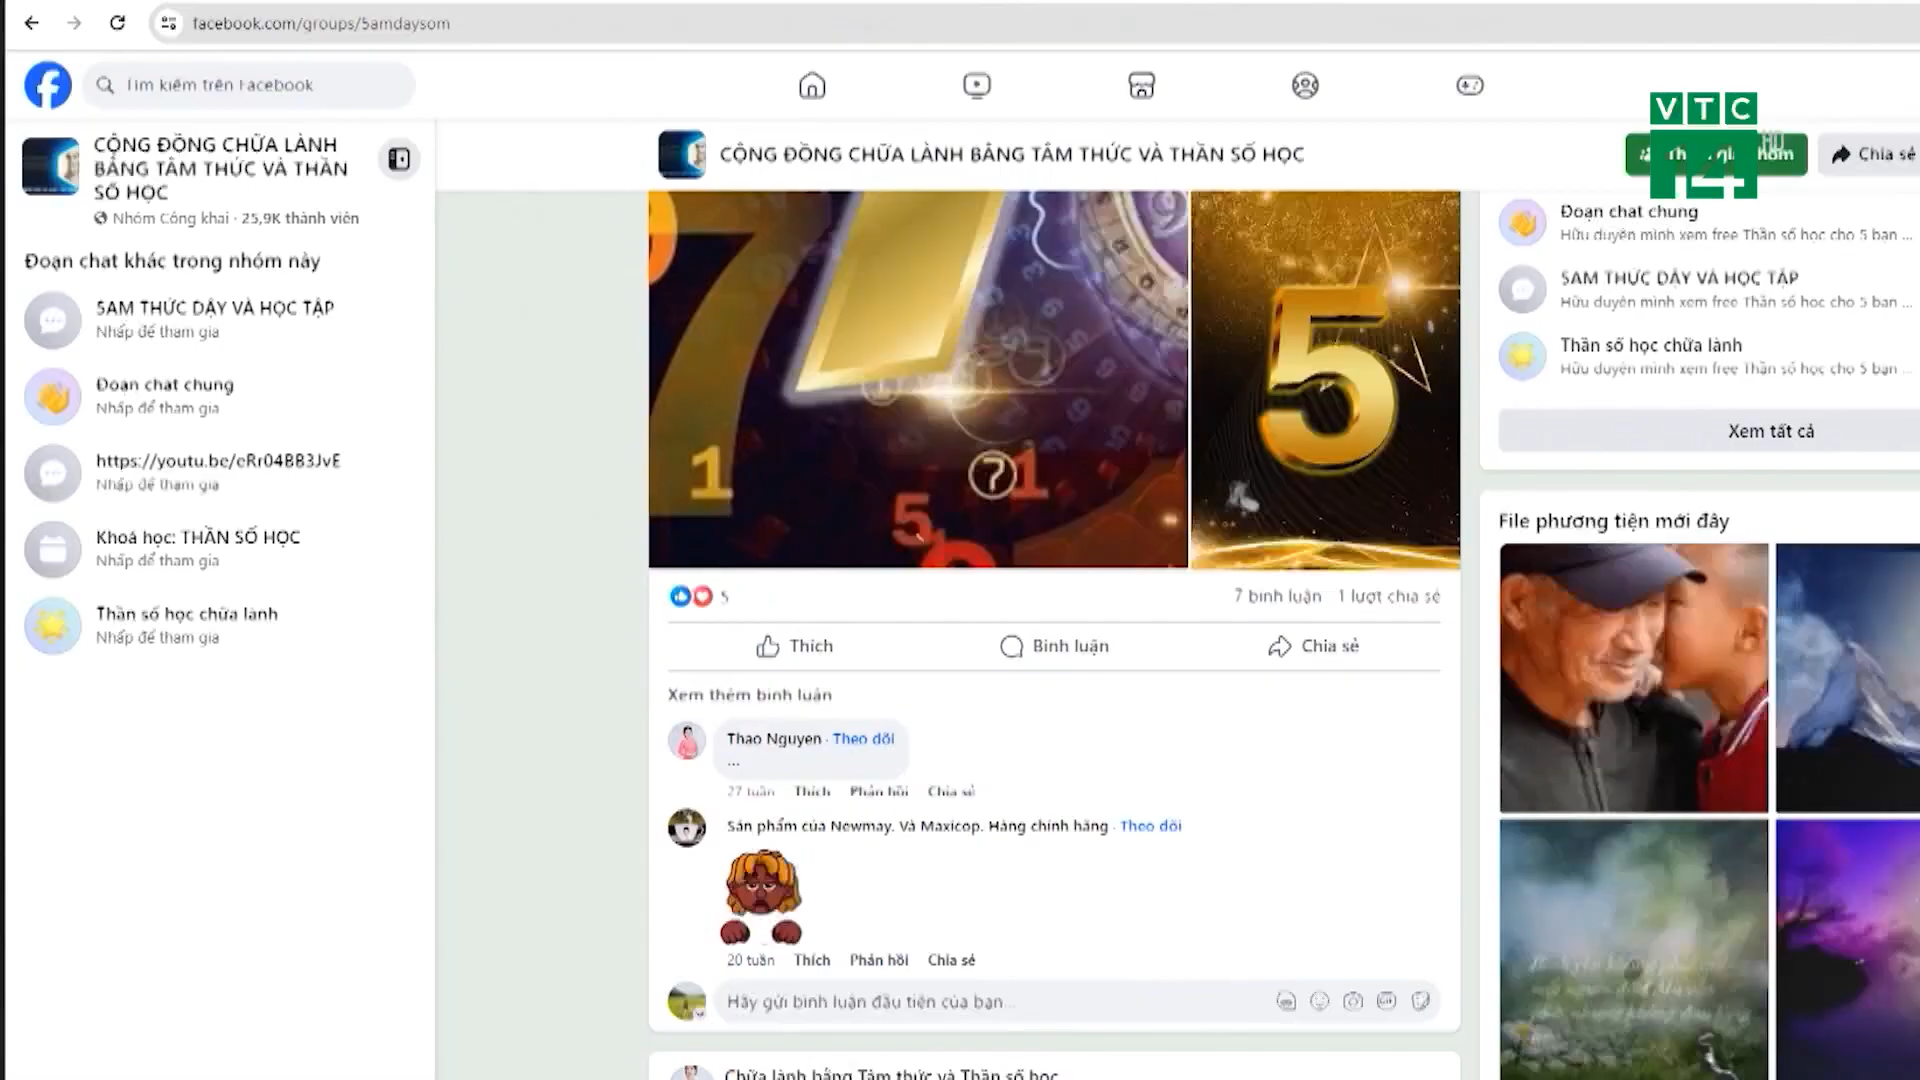 facebook.com/groups/5amdaysom
Tìm kiếm trên Facebook
VTC
14
CỘNG ĐỒNG CHỮA LÀNH
BẰNG TÂM THỨC VÀ THẦN
SỐ HỌC
Nhóm Công khai · 25,9K thành viên
Đoạn chat khác trong nhóm này
5AM THỨC DẬY VÀ HỌC TẬP
Nhấp để tham gia
Đoạn chat chung
Nhấp để tham gia
https://youtu.be/eRr04BB3JvE
Nhấp để tham gia
Khoá học: THẦN SỐ HỌC
Nhấp để tham gia
Thần số học chữa lành
Nhấp để tham gia
CỘNG ĐỒNG CHỮA LÀNH BẰNG TÂM THỨC VÀ THẦN SỐ HỌC
Chia sẻ
7
1
9
1
5
1
?
5
5
7 bình luận 1 lượt chia sẻ
Thích Bình luận Chia sẻ
Xem thêm bình luận
Thao Nguyen · Theo dõi
...
27 tuần Thích Phản hồi Chia sẻ
Sản phẩm của Newmay. Và Maxicop. Hàng chính hãng · Theo dõi
20 tuần Thích Phản hồi Chia sẻ
Hãy gửi bình luận đầu tiên của bạn...
Chữa lành bằng Tâm thức và Thần số học
Đoạn chat chung
Hữu duyên mình xem free Thần số học cho 5 bạn ...
5AM THỨC DẬY VÀ HỌC TẬP
Hữu duyên mình xem free Thần số học cho 5 bạn ...
Thần số học chữa lành
Hữu duyên mình xem free Thần số học cho 5 bạn ...
Xem tất cả
File phương tiện mới đây